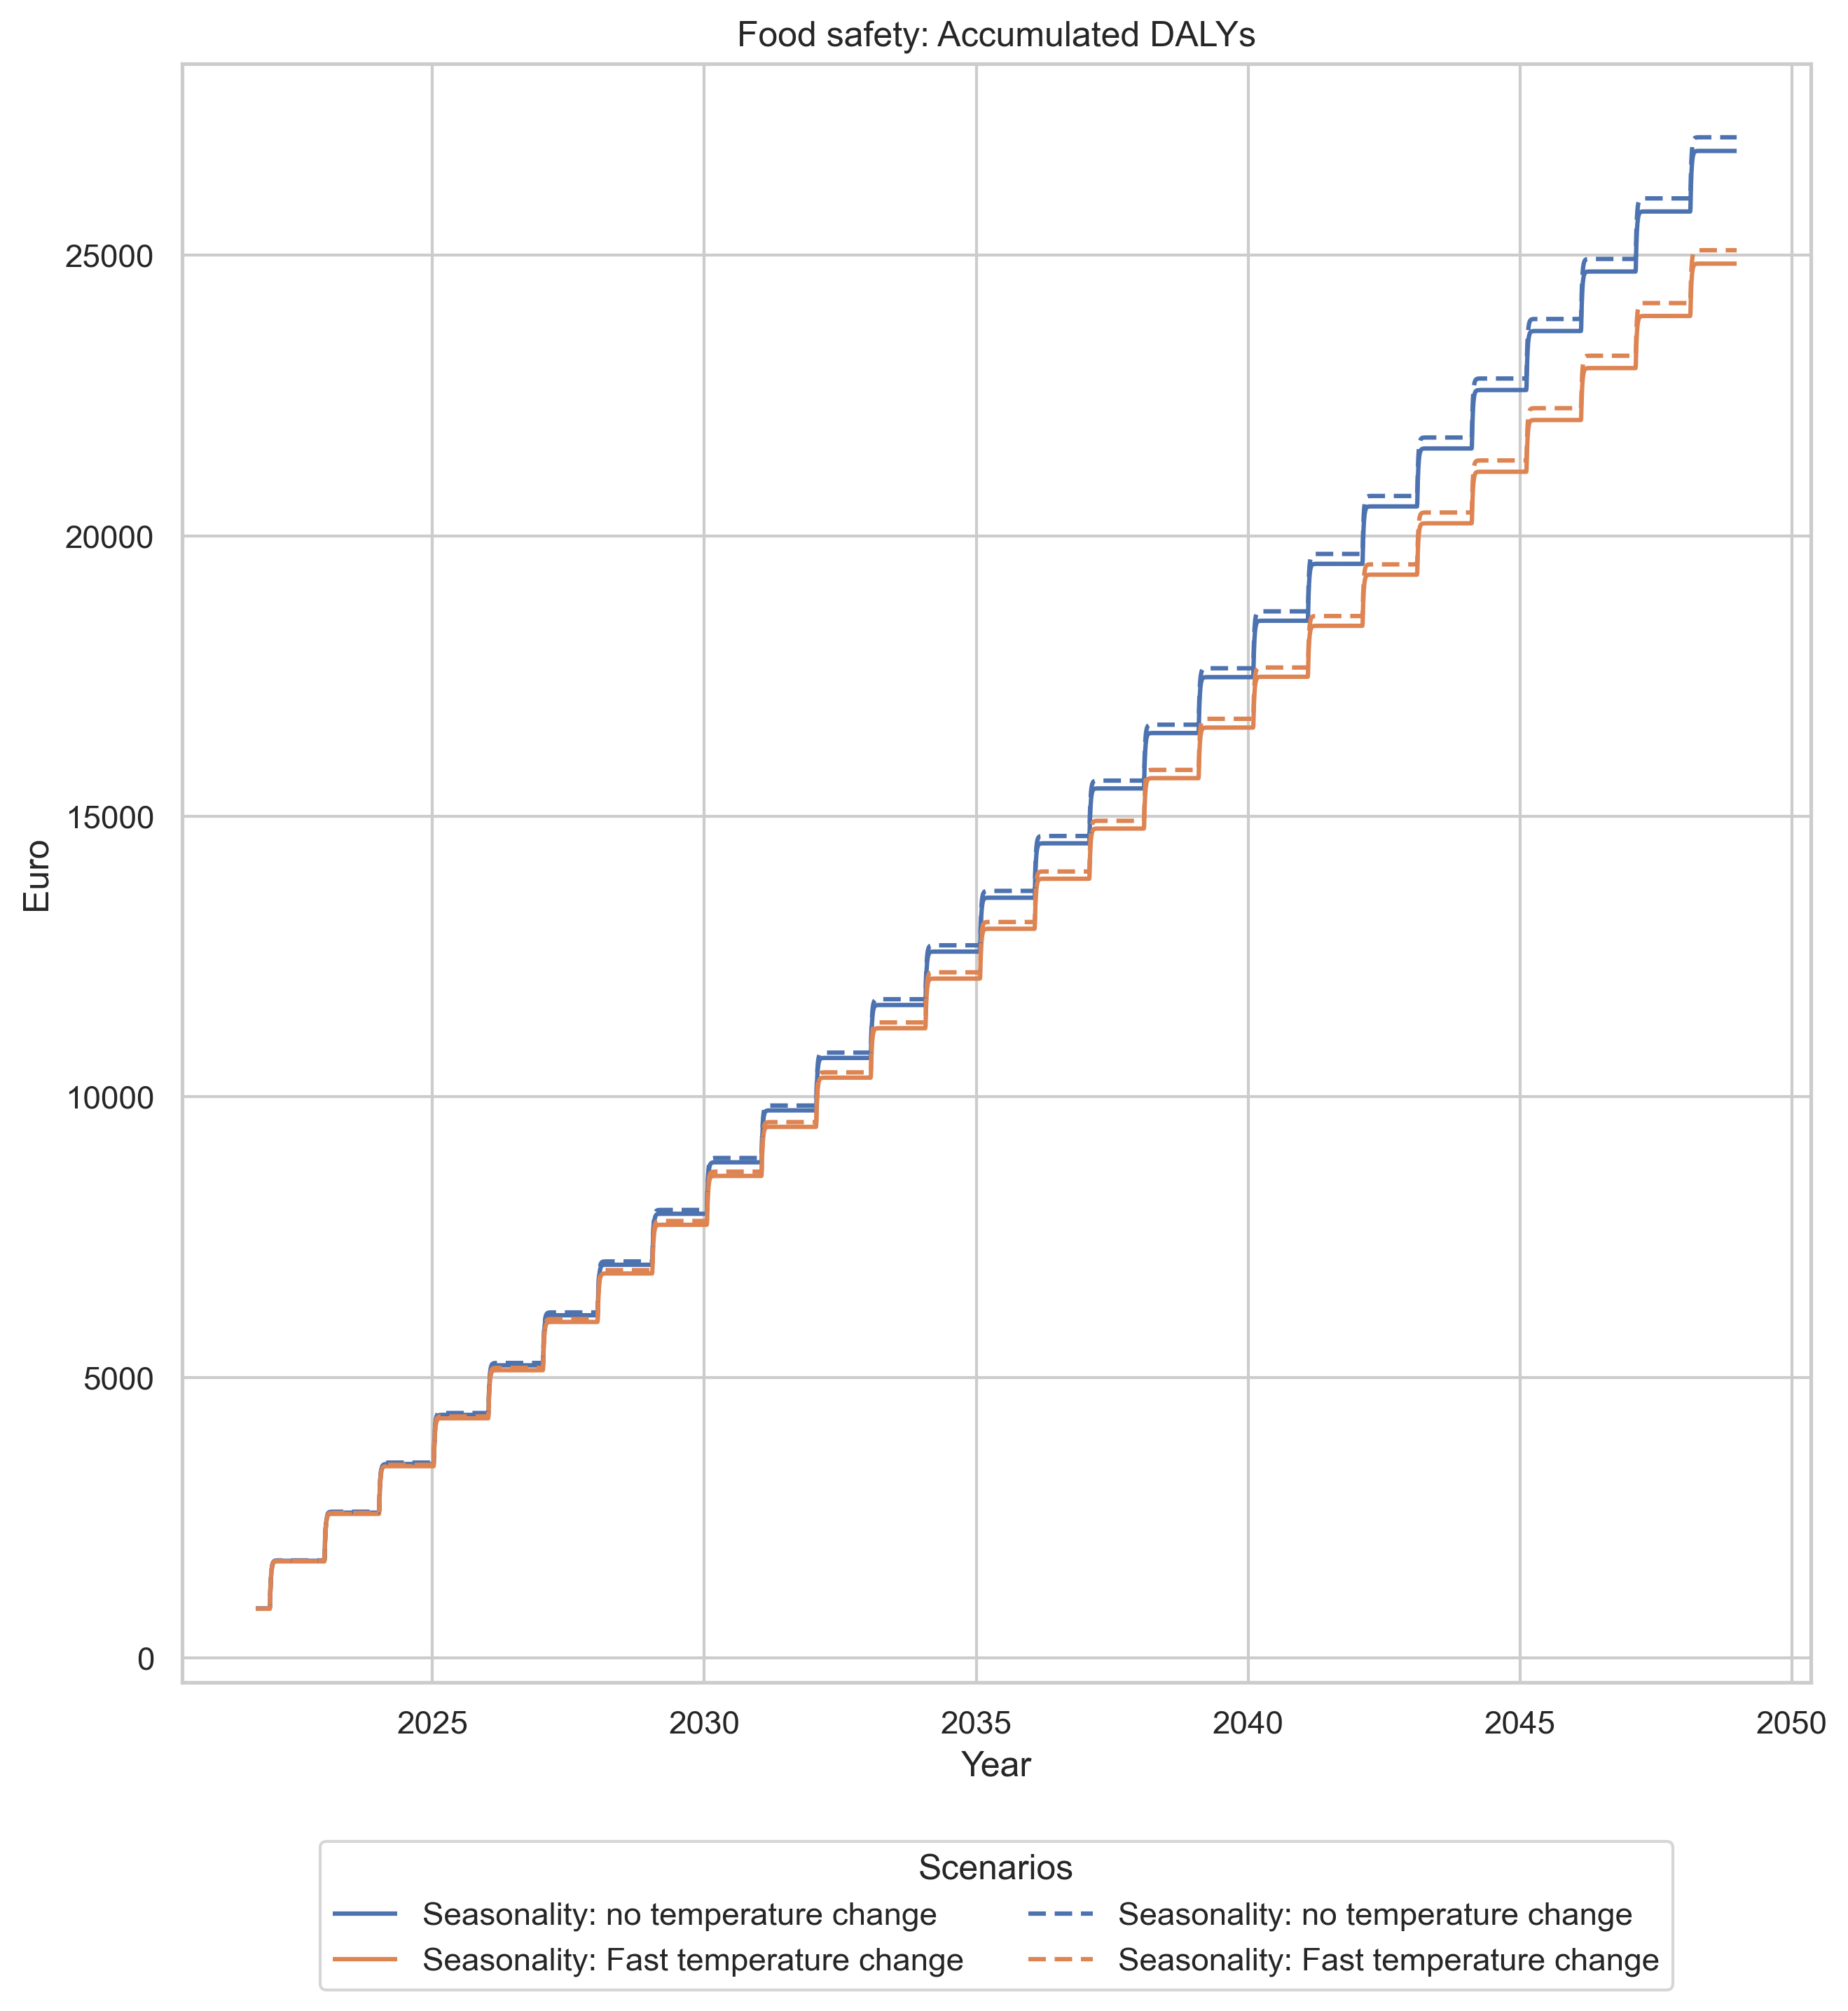 Food safety: Accumulated DALYs
25000
20000
15000
10000
5000
0
Euro
2025 2030 2035 2040 2045 2050
Year
Scenarios
Seasonality: no temperature change Seasonality: no temperature change
Seasonality: Fast temperature change Seasonality: Fast temperature change